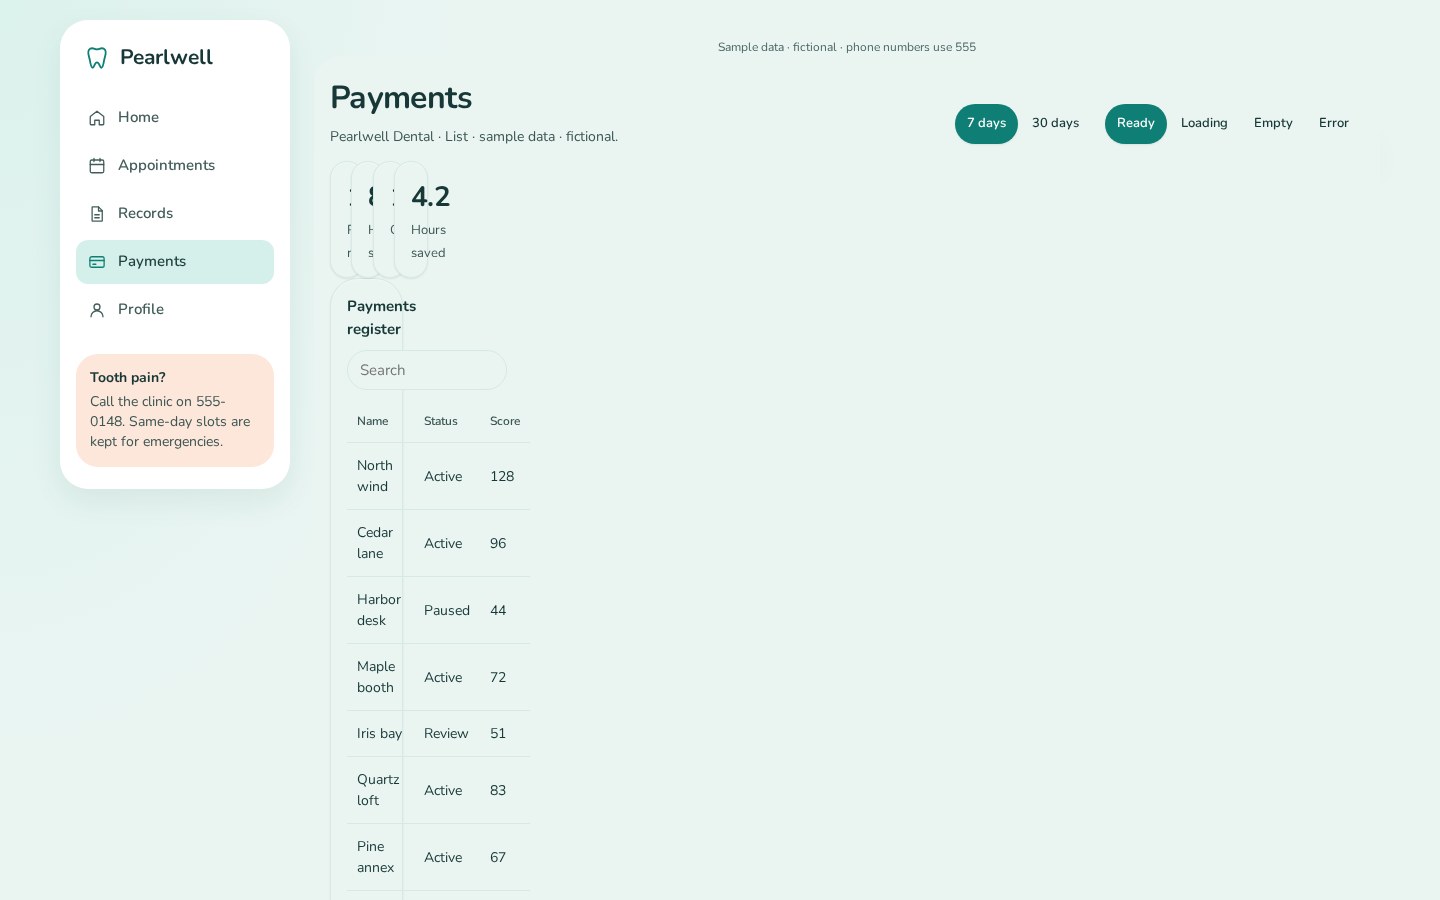 Pearlwell
Home
Appointments
Records
Payments
Profile
Tooth pain?
Call the clinic on 555-
0148. Same-day slots are
kept for emergencies.
Sample data · fictional · phone numbers use 555
Payments
Pearlwell Dental · List · sample data · fictional.
7 days
30 days
Ready
Loading
Empty
Error
4.2
Hours
saved
Payments
register
Search
Name Status Score
North
wind
Active 128
Cedar
lane
Active 96
Harbor
desk
Paused 44
Maple
booth
Active 72
Iris bay Review 51
Quartz
loft
Active 83
Pine
annex
Active 67